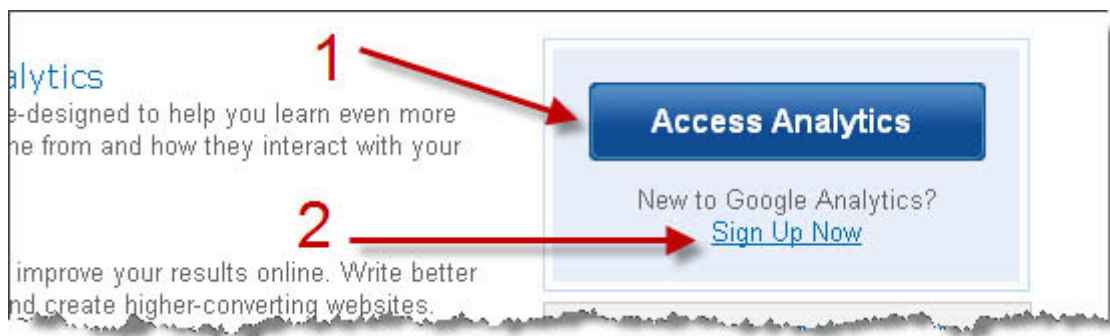 1
alytics
e-designed to help you learn even more
ne from and how they interact with your
Access Analytics
New to Google Analytics?
2
Sign Up Now
improve your results online. Write better
nd create higher-converting websites.